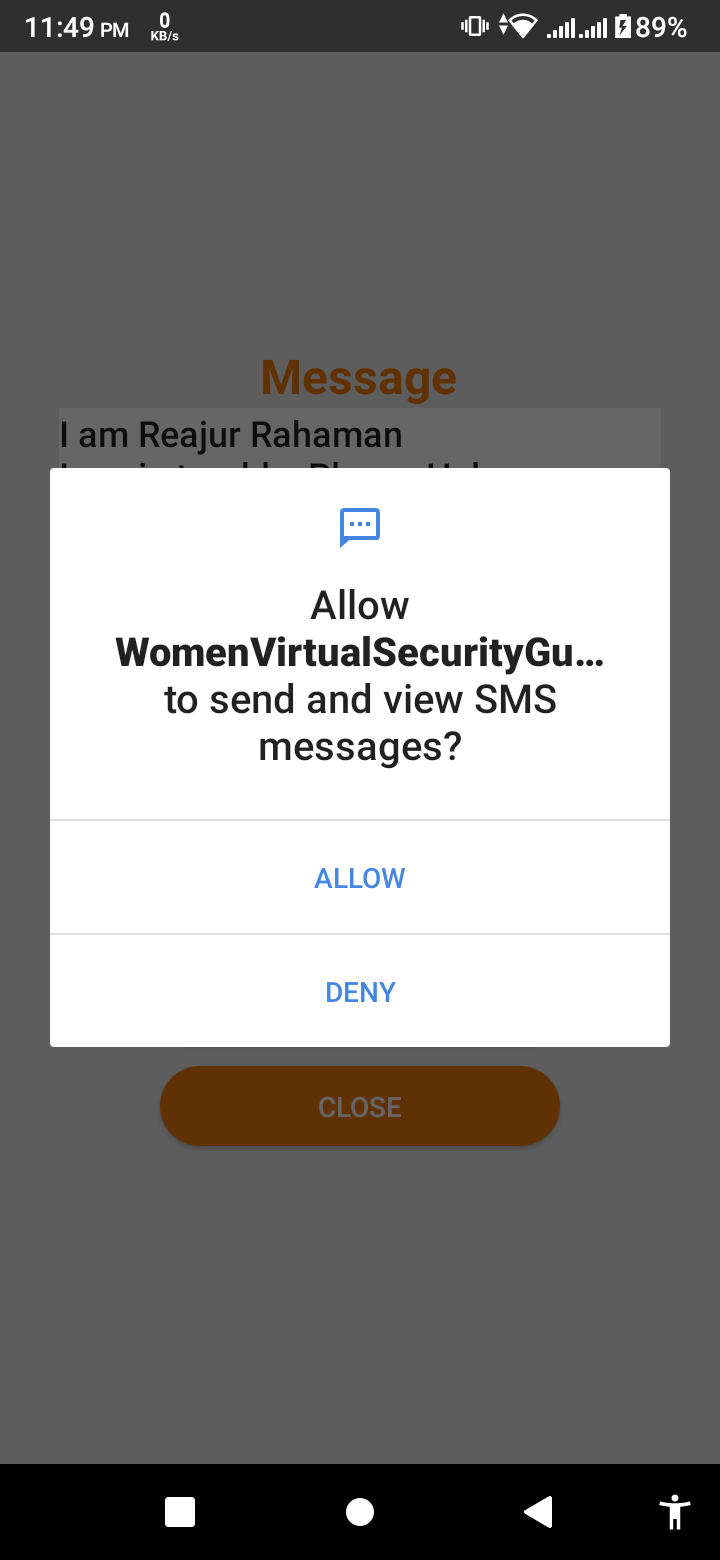 11:49 PM
0
KB/s
89%
Message
I am Reajur Rahaman
Allow
WomenVirtualSecurityGu...
to send and view SMS
messages?
ALLOW
DENY
CLOSE